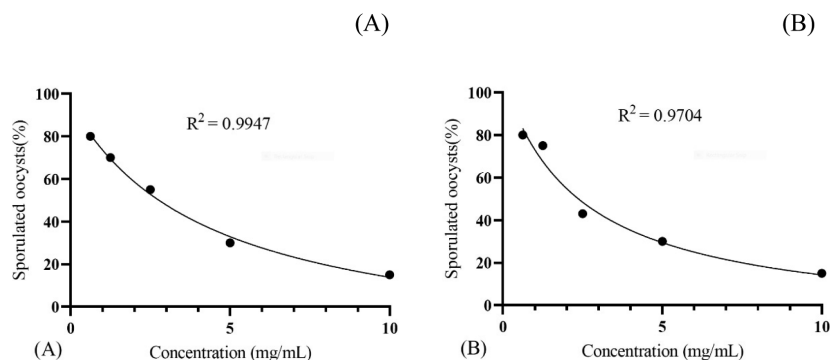 (A)
(B)
Sporulated oocysts(%)
100
80
60
40
20
0
R² = 0.9947
0
5
10
Concentration (mg/mL)
(A)
Sporulated oocysts(%)
100
80
60
40
20
0
R² = 0.9704
0
5
10
Concentration (mg/mL)
(B)